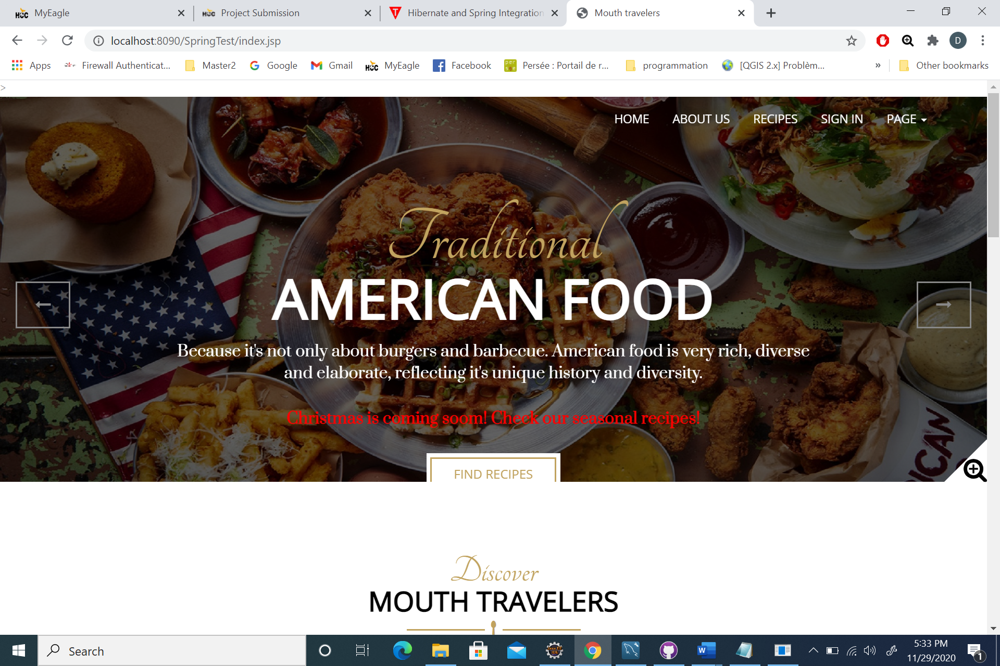 MyEagle
Project Submission
Hibernate and Spring Integration
Mouth travelers
localhost:8090/SpringTest/index.jsp
D
Apps
Firewall Authenticat...
Master2
Google
Gmail
MyEagle
Facebook
Persée : Portail de r...
programmation
[QGIS 2.x] Problèm...
»
Other bookmarks
>
HOME
ABOUT US
RECIPES
SIGN IN
PAGE
Traditional
AMERICAN FOOD
Because it's not only about burgers and barbecue. American food is very rich, diverse
and elaborate, reflecting it's unique history and diversity.
Christmas is coming soom! Check our seasonal recipes!
FIND RECIPES
Discover
MOUTH TRAVELERS
Search
5:33 PM
11/29/2020
1